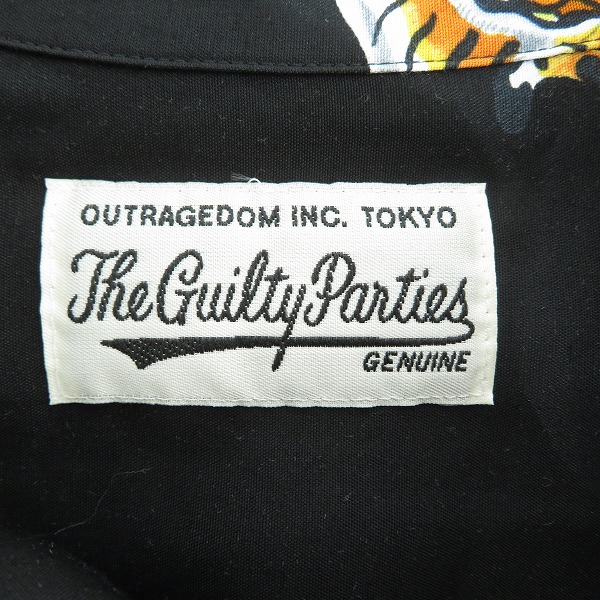 OUTRAGEDOM INC. TOKYO
The Guilty Parties
GENUINE